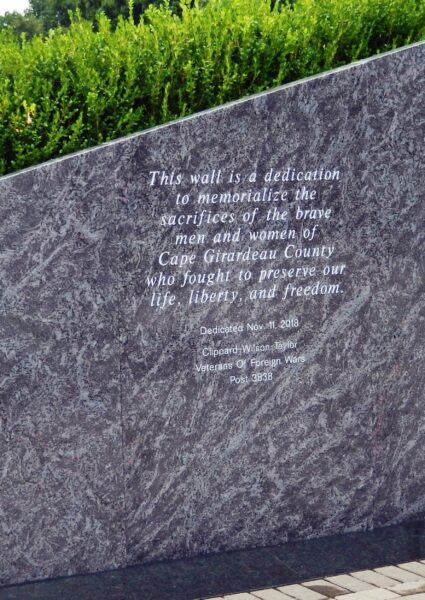 This wall is a dedication
to memorialize the
sacrifices of the brave
men and women of
Cape Girardeau County
who fought to preserve our
life, liberty, and freedom.
Dedicated Nov. 11, 2018
Clippard-Wilson-Taylor
Veterans Of Foreign Wars
Post 3838